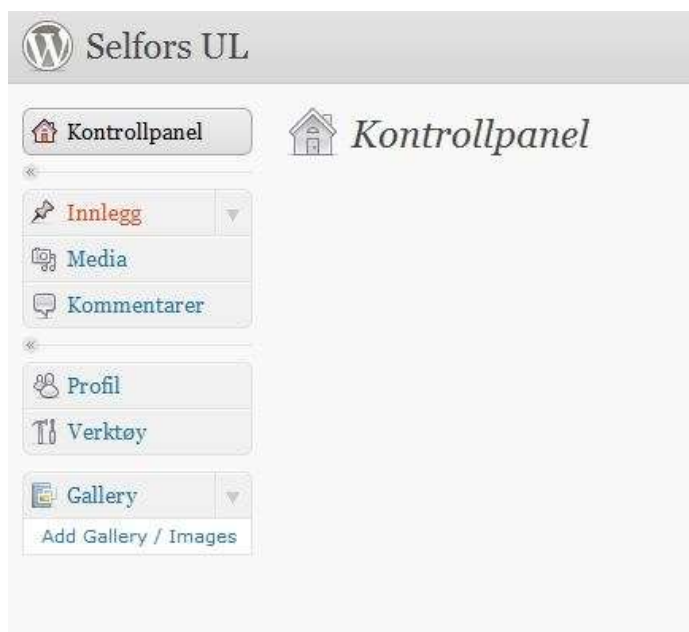 Selfors UL
Kontrollpanel
Kontrollpanel
Innlegg
Media
Kommentarer
Profil
Verktøy
Gallery
Add Gallery / Images